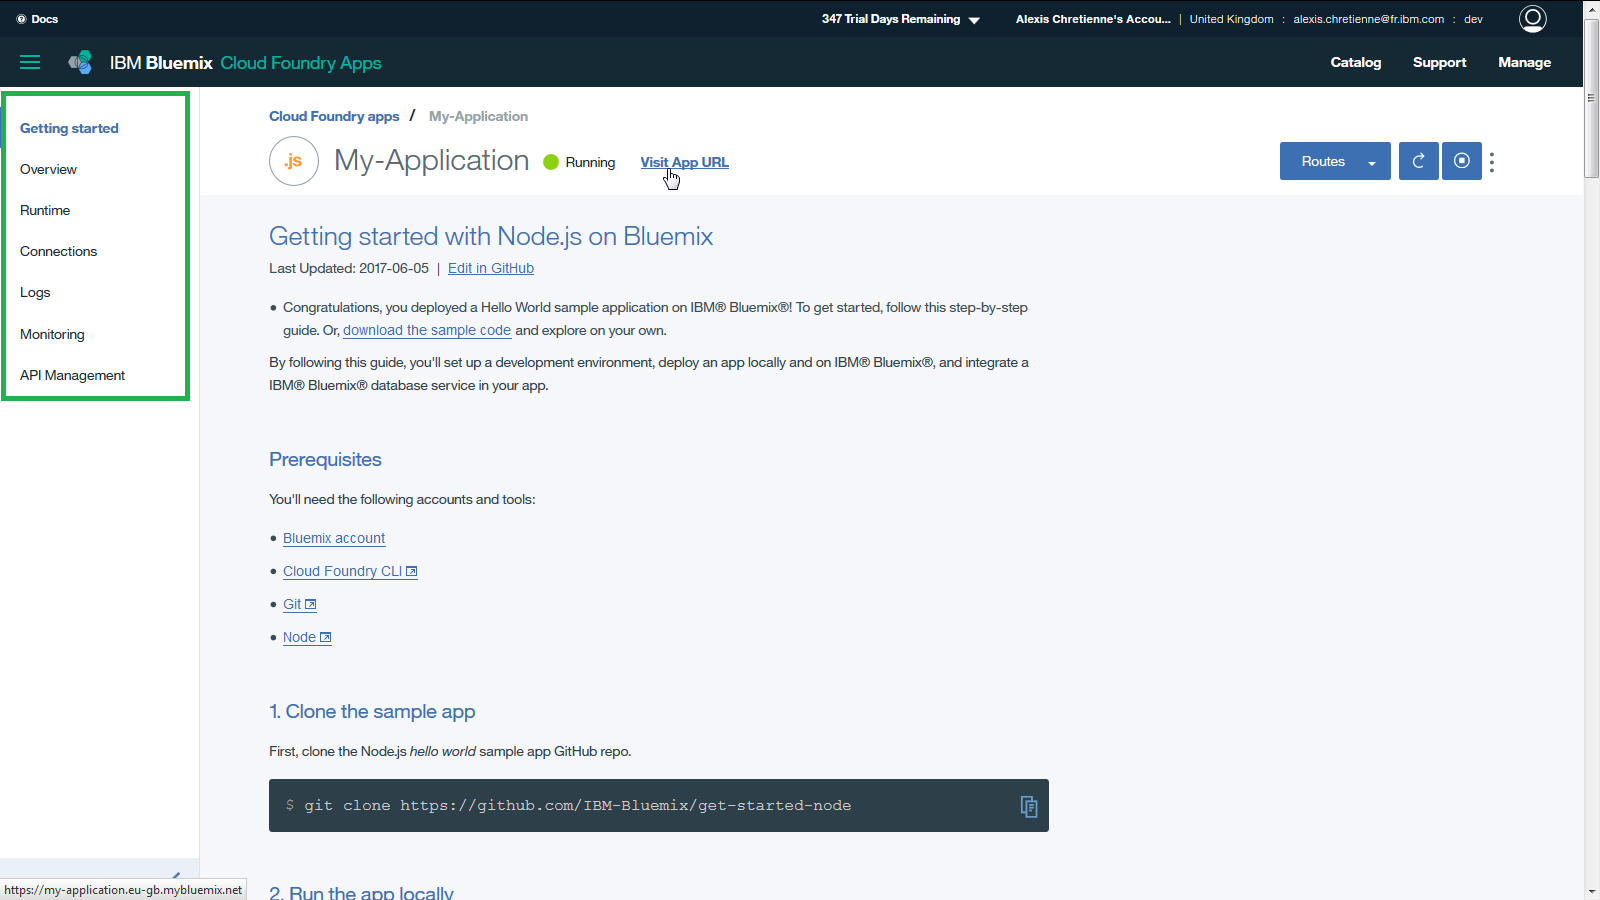 Docs
347 Trial Days Remaining
Alexis Chretienne's Accou... | United Kingdom : alexis.chretienne@fr.ibm.com : dev
IBM Bluemix Cloud Foundry Apps
Catalog Support Manage
Getting started
Overview
Runtime
Connections
Logs
Monitoring
API Management
Cloud Foundry apps / My-Application
.js My-Application Running Visit App URL
Routes
Getting started with Node.js on Bluemix
Last Updated: 2017-06-05 | Edit in GitHub
• Congratulations, you deployed a Hello World sample application on IBM® Bluemix®! To get started, follow this step-by-step
guide. Or, download the sample code and explore on your own.
By following this guide, you'll set up a development environment, deploy an app locally and on IBM® Bluemix®, and integrate a
IBM® Bluemix® database service in your app.
Prerequisites
You'll need the following accounts and tools:
• Bluemix account
• Cloud Foundry CLI
• Git
• Node
1. Clone the sample app
First, clone the Node.js hello world sample app GitHub repo.
$ git clone https://github.com/IBM-Bluemix/get-started-node
2. Run the app locally
https://my-application.eu-gb.mybluemix.net